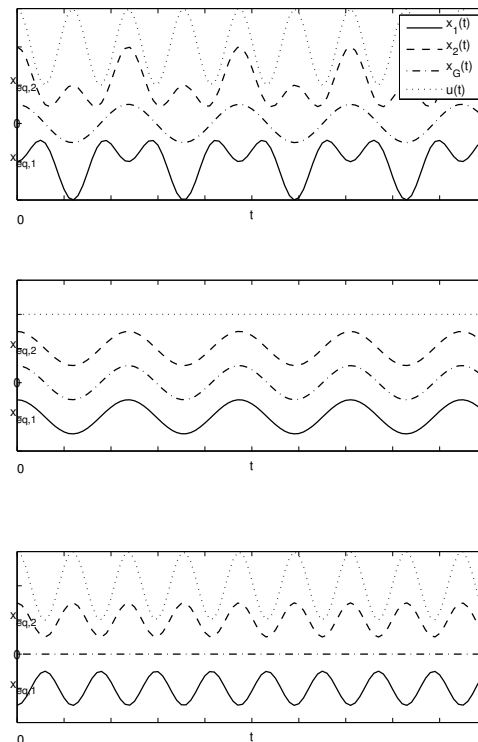 x_1(t)
x_2(t)
x_G(t)
u(t)
x_eq,2
0
x_eq,1
0
t
x_eq,2
0
x_eq,1
0
t
x_eq,2
0
x_eq,1
0
t